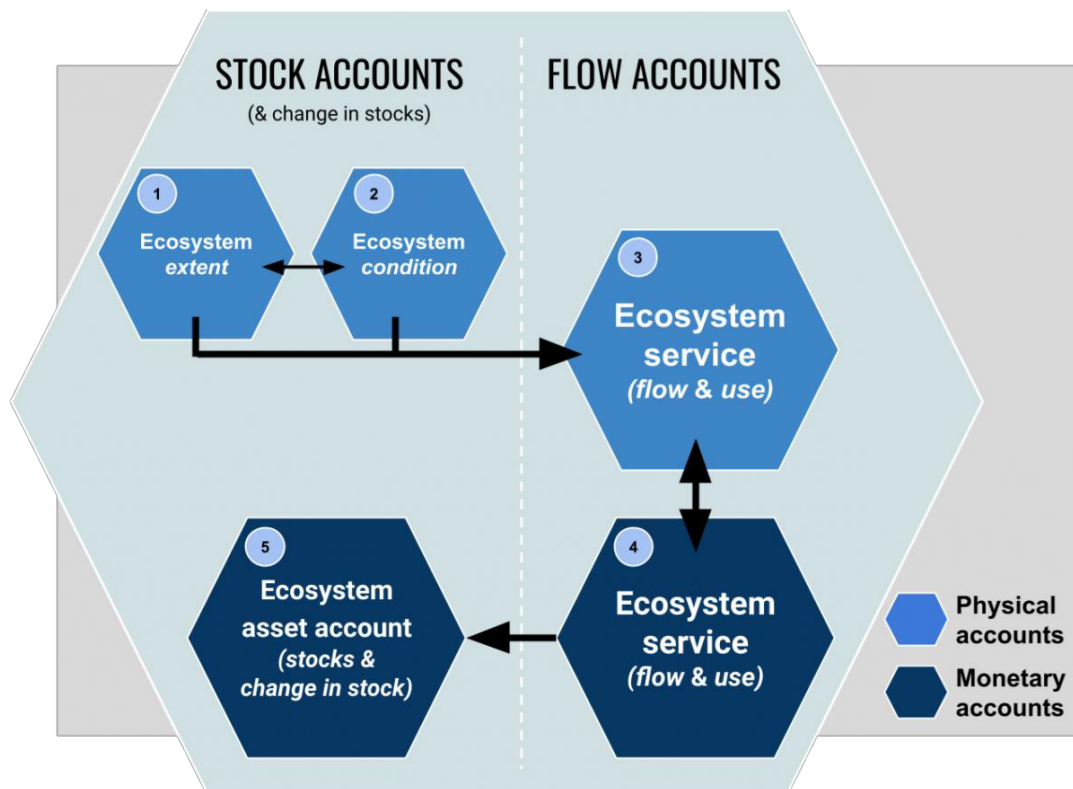 STOCK ACCOUNTS
(& change in stocks)
FLOW ACCOUNTS
1
Ecosystem
extent
2
Ecosystem
condition
3
Ecosystem
service
(flow & use)
5
Ecosystem
asset account
(stocks &
change in stock)
4
Ecosystem
service
(flow & use)
Physical
accounts
Monetary
accounts